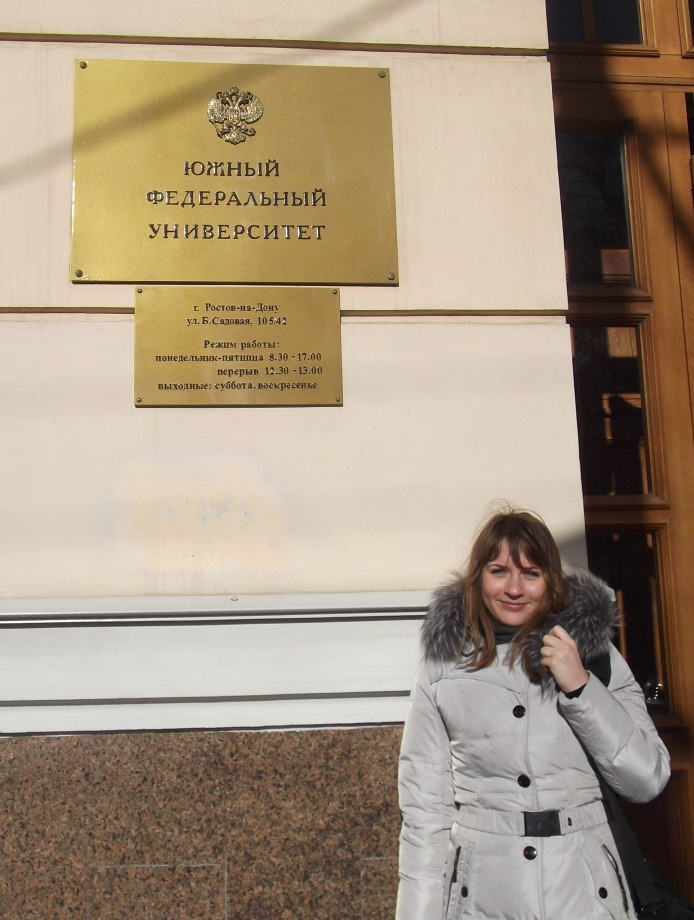 ЮЖНЫЙ
ФЕДЕРАЛЬНЫЙ
УНИВЕРСИТЕТ
г. Ростов-на-Дону
ул. Б.Садовая, 105/42
Режим работы:
понедельник-пятница 8.30 - 17.00
перерыв 12.30 - 13.00
выходные: суббота, воскресенье